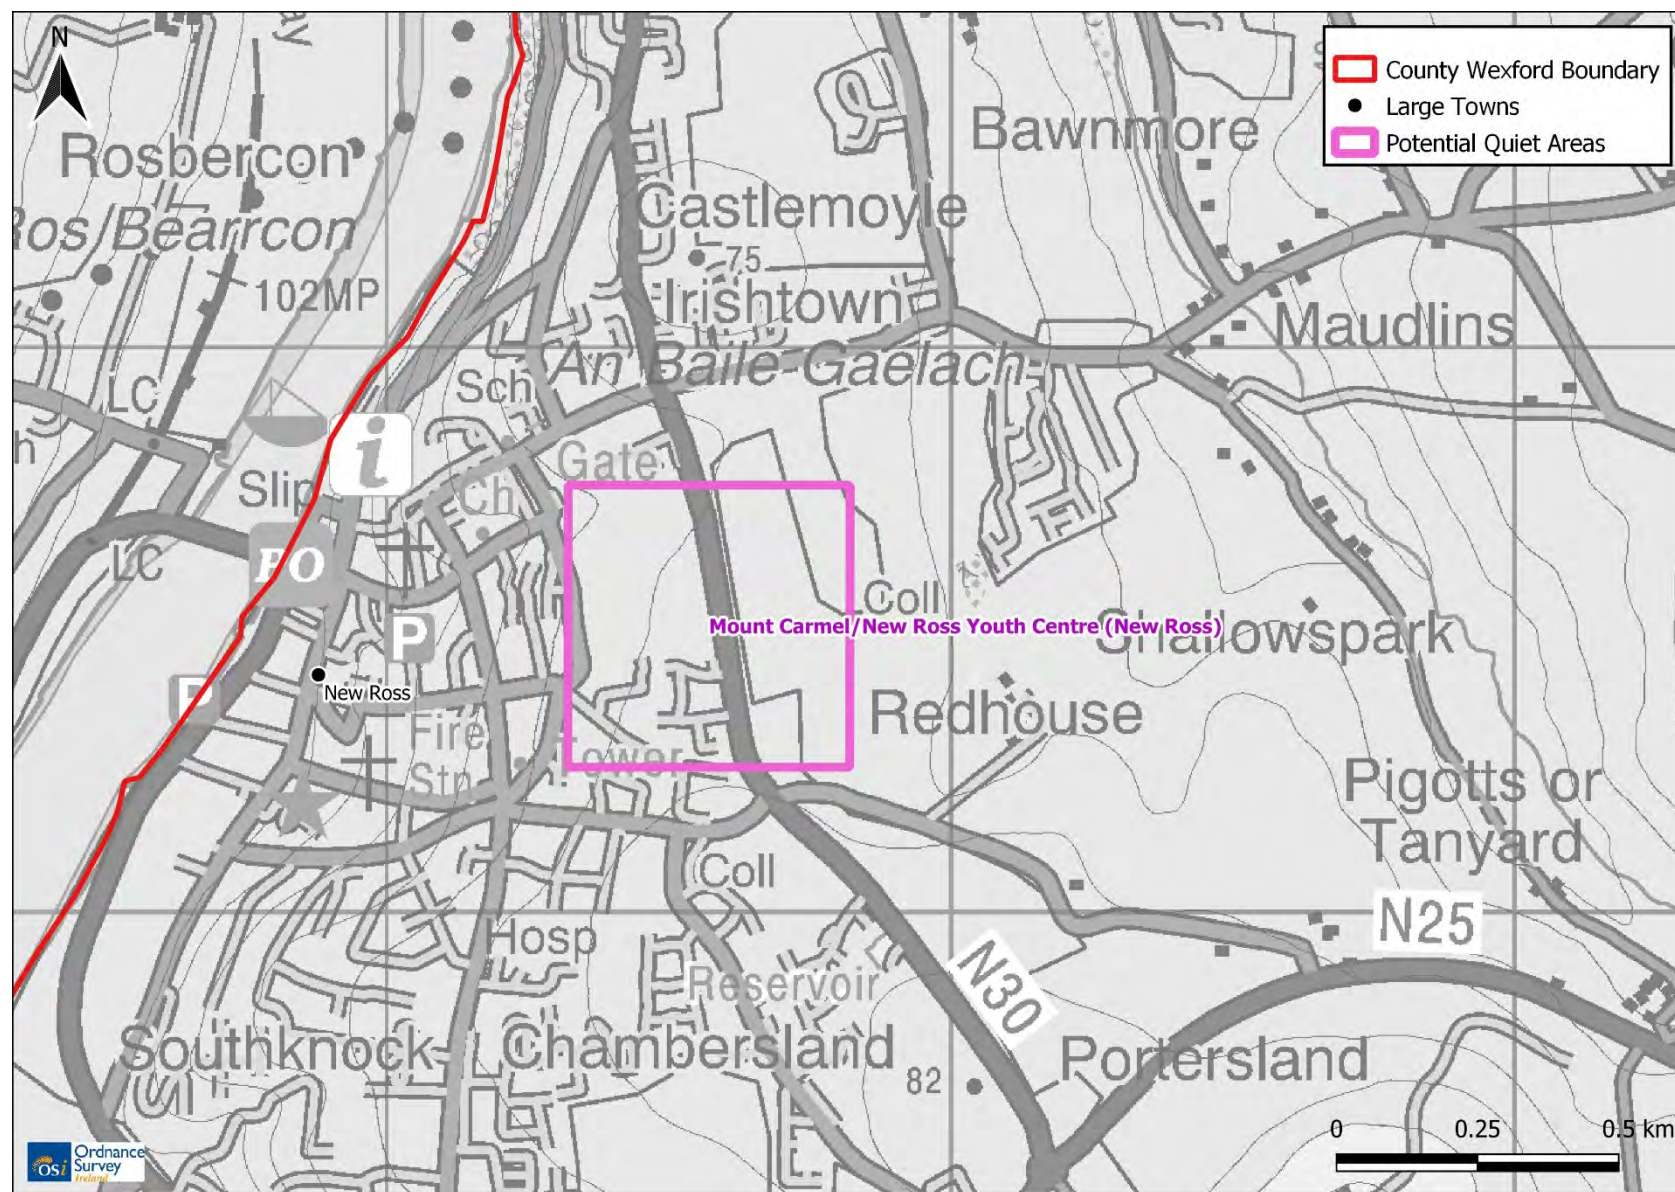 N
County Wexford Boundary
Large Towns
Potential Quiet Areas
Rosbercon
Ros/Bearrcon
102MP
Bawnmore
Castlemoyle
75
Irishtown
An Baile Gaelach
Maudlins
LC
Sch
Gate
Slip
i
Ch
PO
LC
P
Coll
Mount Carmel/New Ross Youth Centre (New Ross)
Shallowspark
P
New Ross
Redhouse
Fire
Stn
Tower
Pigotts or
Tanyard
Coll
N25
Hosp
Reservoir
N30
Southknock
Chambersland
Portersland
82
0 0.25 0.5 km
OSi
Ordnance
Survey
Ireland